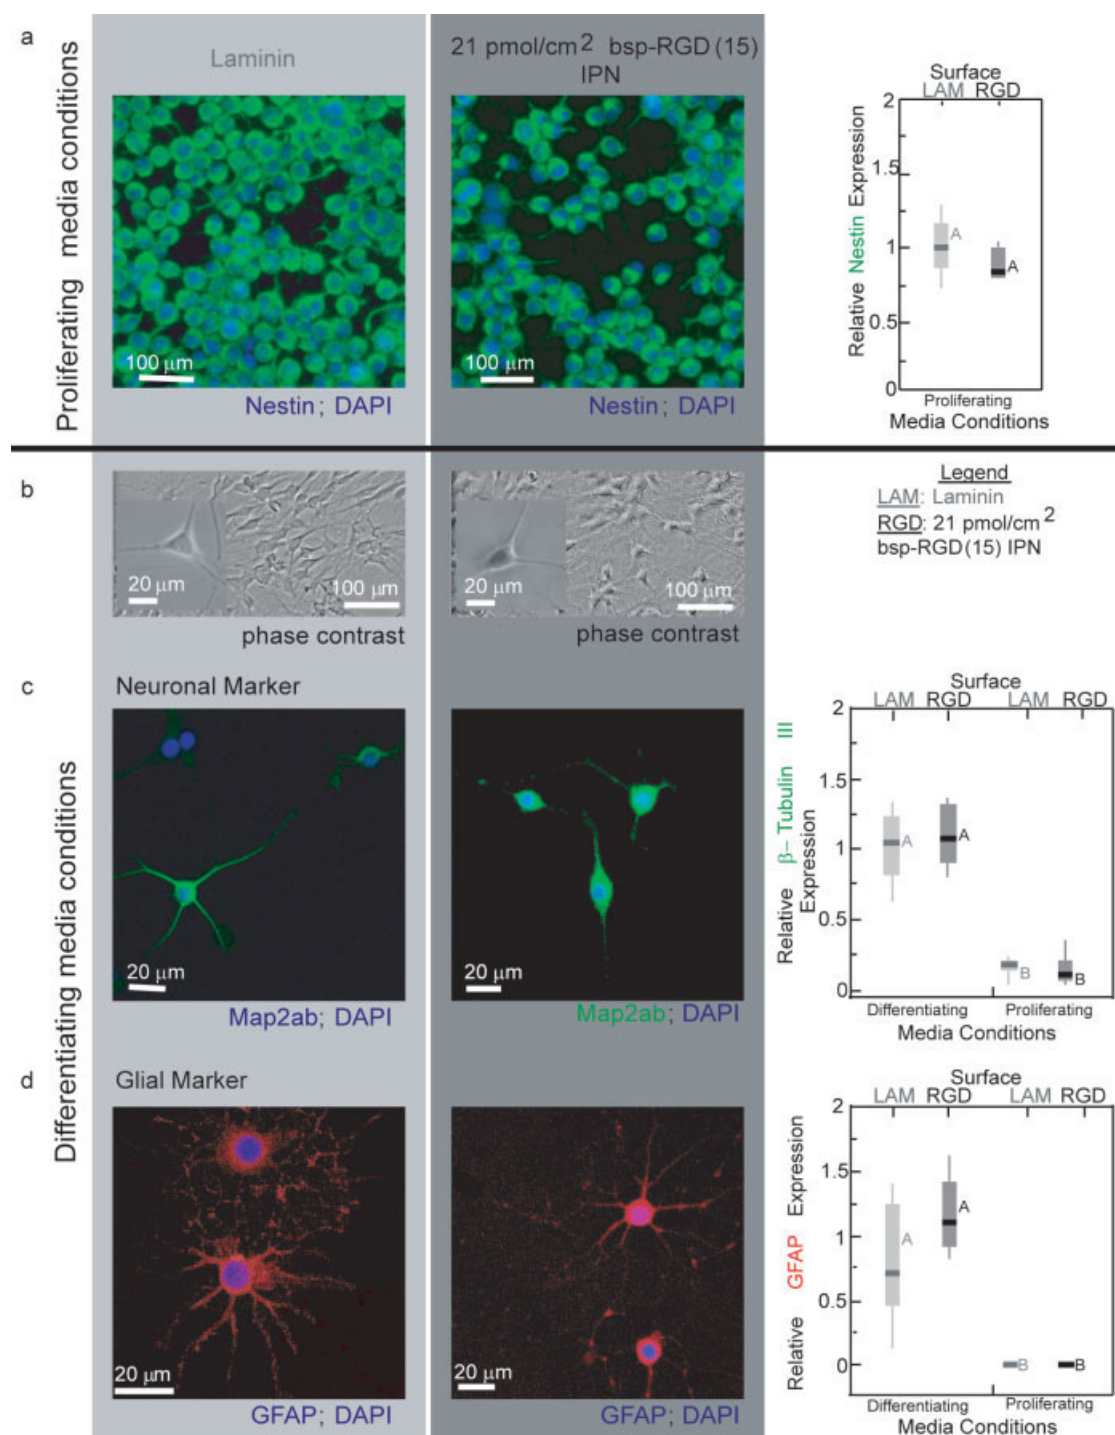 a
Proliferating media conditions
Laminin
21 pmol/cm2 bsp-RGD (15)
IPN
100 μm
100 μm
Nestin; DAPI
Nestin; DAPI
Surface
LAM RGD
Relative Nestin Expression
2
1.5
1
0.5
0
A
A
Proliferating
Media Conditions
b
Differentiating media conditions
20 μm
100 μm
phase contrast
20 μm
100 μm
phase contrast
Legend
LAM: Laminin
RGD: 21 pmol/cm2
bsp-RGD(15) IPN
c
Neuronal Marker
20 μm
20 μm
Map2ab; DAPI
Map2ab; DAPI
Surface
LAM RGD LAM RGD
Relative β– Tubulin III
Expression
2
1.5
1
0.5
0
A
A
B
B
Differentiating Proliferating
Media Conditions
d
Glial Marker
20 μm
20 μm
GFAP; DAPI
GFAP; DAPI
Surface
LAM RGD LAM RGD
Relative GFAP Expression
2
1.5
1
0.5
0
A
A
B
B
Differentiating Proliferating
Media Conditions